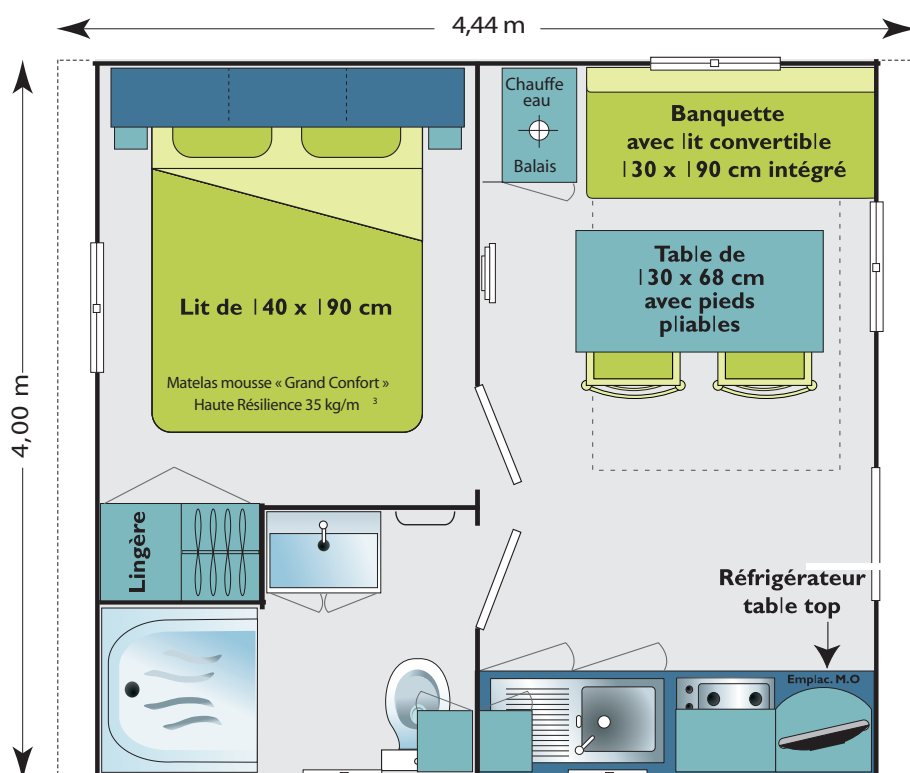 4,44 m
Chauffe
eau
Balais
Banquette
avec lit convertible
130 x 190 cm intégré
Table de
130 x 68 cm
avec pieds
pliables
Lit de 140 x 190 cm
Matelas mousse « Grand Confort »
Haute Résilience 35 kg/m 3
4,00 m
Lingère
Réfrigérateur
table top
Emplac. M.O